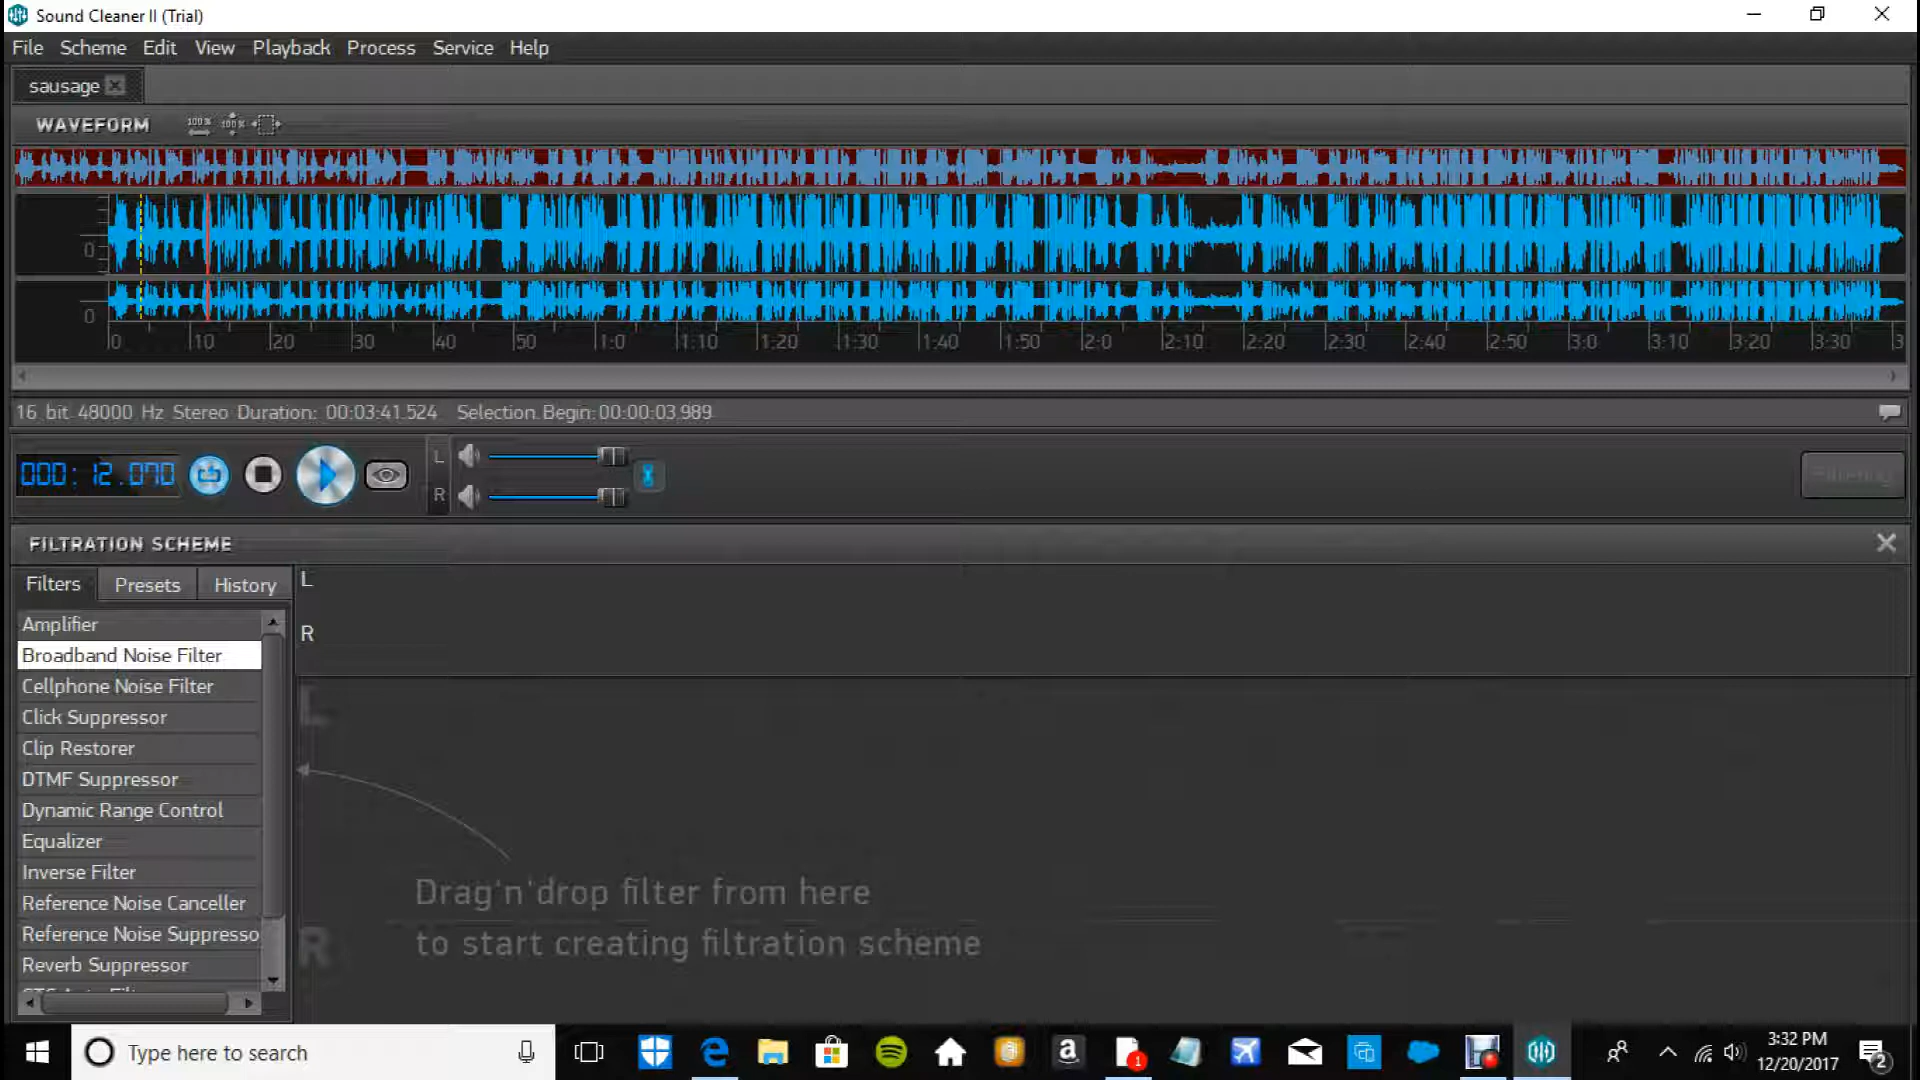 Sound Cleaner II (Trial)
File Scheme Edit View Playback Process Service Help
sausage
WAVEFORM 100% 100%
0
0
0 10 20 30 40 50 1:0 1:10 1:20 1:30 1:40 1:50 2:0 2:10 2:20 2:30 2:40 2:50 3:0 3:10 3:20 3:30 3
16 bit 48000 Hz Stereo Duration: 00:03:41.524 Selection. Begin: 00:00:03.989
000:12.070
L
R
FILTRATION SCHEME
Filters Presets History
L
R
Amplifier
Broadband Noise Filter
Cellphone Noise Filter
Click Suppressor
Clip Restorer
DTMF Suppressor
Dynamic Range Control
Equalizer
Inverse Filter
Reference Noise Canceller
Reference Noise Suppresso
Reverb Suppressor
L
R
Drag'n'drop filter from here
to start creating filtration scheme
Type here to search
a
1
3:32 PM
12/20/2017
2